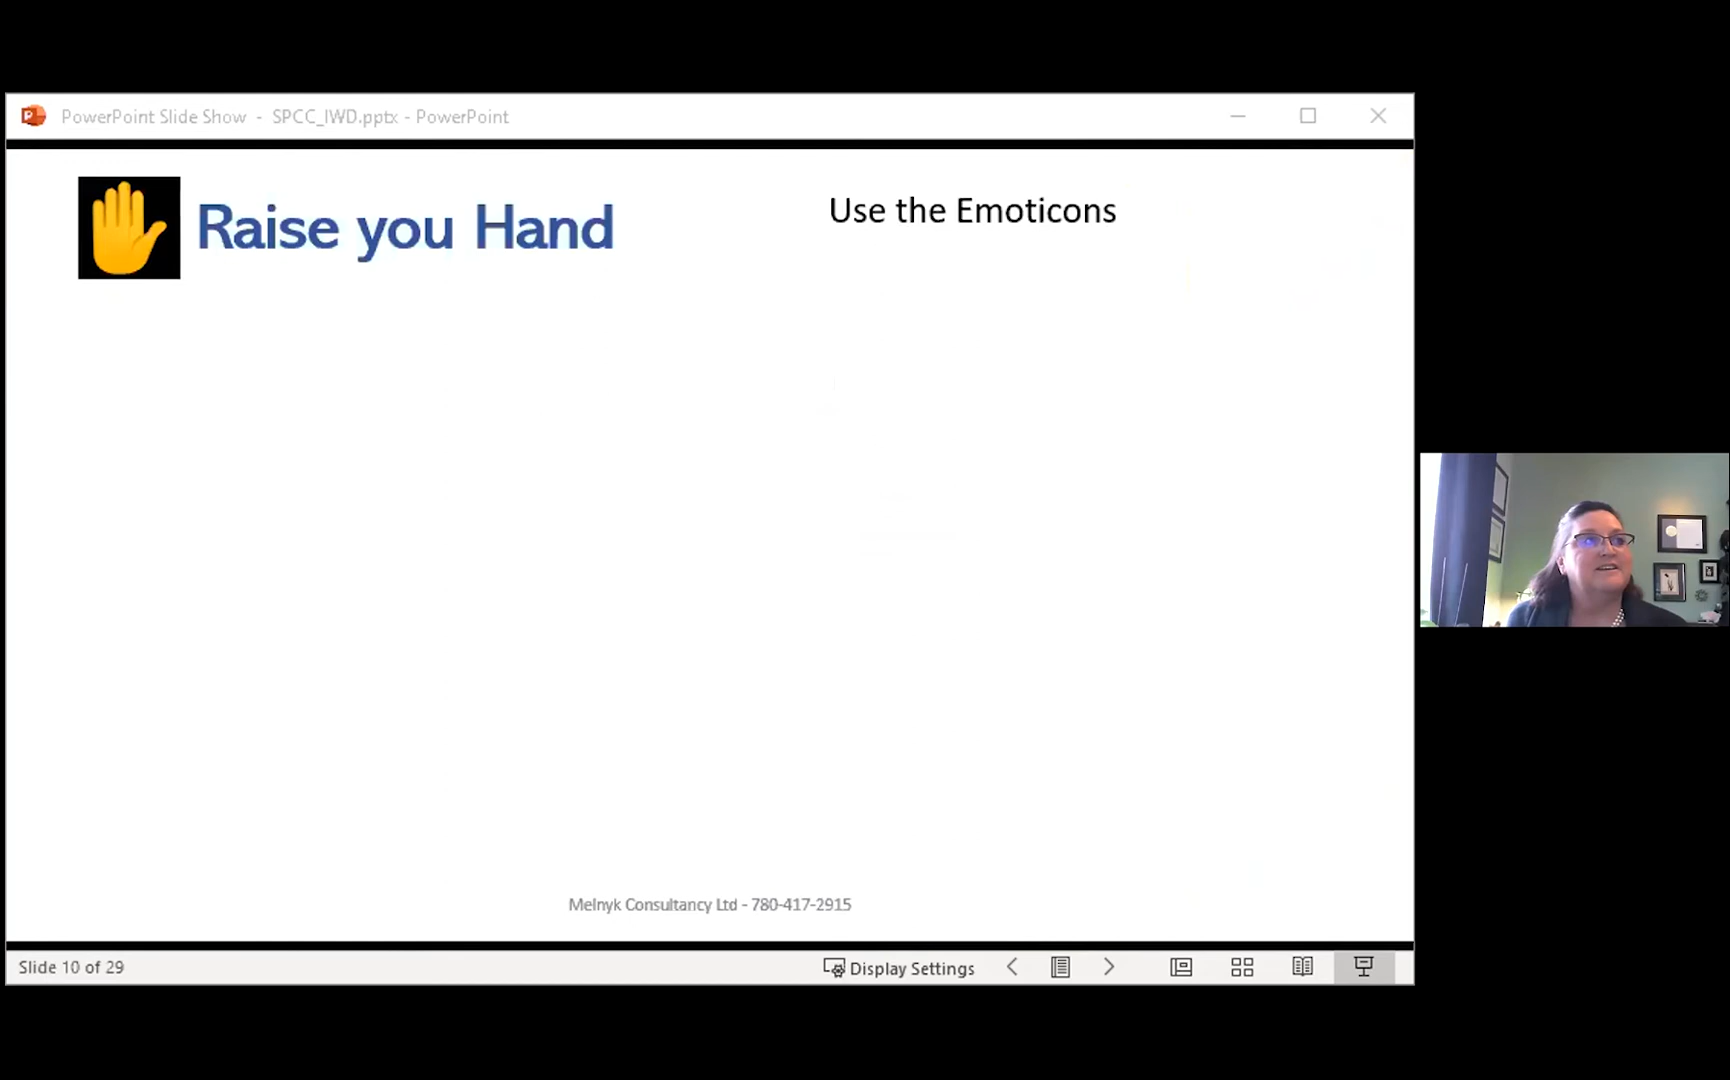 PowerPoint Slide Show - SPCC_IWD.pptx - PowerPoint
Raise you Hand
Use the Emoticons
Melnyk Consultancy Ltd - 780-417-2915
Slide 10 of 29
Display Settings